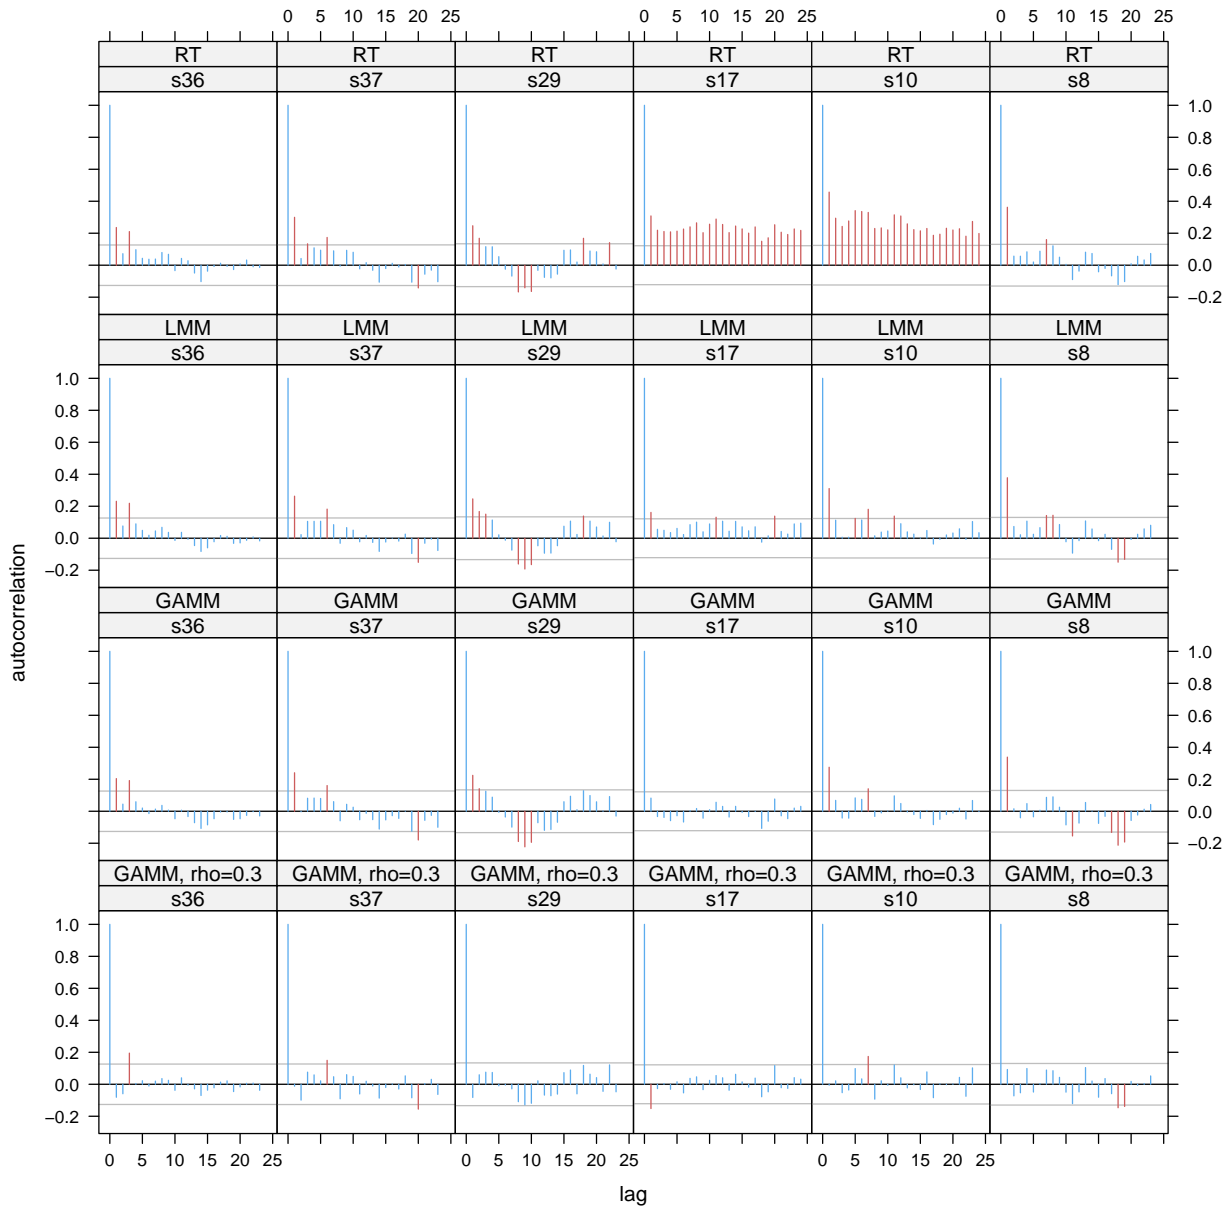 0 5 10 15 20 25 0 5 10 15 20 25 0 5 10 15 20 25
RT RT RT RT RT RT
s36 s37 s29 s17 s10 s8
1.0
0.8
0.6
0.4
0.2
0.0
−0.2
LMM LMM LMM LMM LMM LMM
s36 s37 s29 s17 s10 s8
1.0
0.8
0.6
0.4
0.2
0.0
−0.2
GAMM GAMM GAMM GAMM GAMM GAMM
s36 s37 s29 s17 s10 s8
1.0
0.8
0.6
0.4
0.2
0.0
−0.2
GAMM, rho=0.3 GAMM, rho=0.3 GAMM, rho=0.3 GAMM, rho=0.3 GAMM, rho=0.3 GAMM, rho=0.3
s36 s37 s29 s17 s10 s8
1.0
0.8
0.6
0.4
0.2
0.0
−0.2
0 5 10 15 20 25 0 5 10 15 20 25 0 5 10 15 20 25
lag
autocorrelation